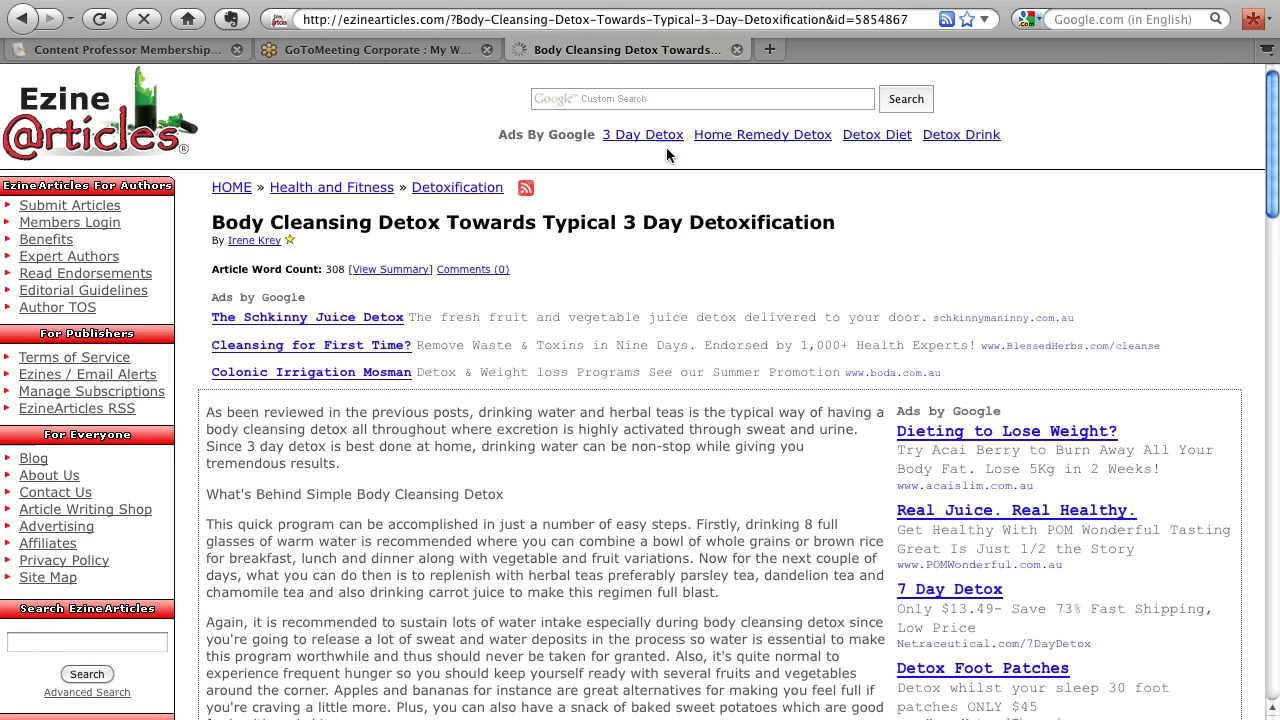 http://ezinearticles.com/?Body-Cleansing-Detox-Towards-Typical-3-Day-Detoxification&id=5854867
Google.com (in English)
Content Professor Membership...
GoToMeeting Corporate : My W...
Body Cleansing Detox Towards...
Ezine
@rticles®
Google™ Custom Search
Search
Ads By Google 3 Day Detox Home Remedy Detox Detox Diet Detox Drink
EzineArticles For Authors
Submit Articles
Members Login
Benefits
Expert Authors
Read Endorsements
Editorial Guidelines
Author TOS
For Publishers
Terms of Service
Ezines / Email Alerts
Manage Subscriptions
EzineArticles RSS
For Everyone
Blog
About Us
Contact Us
Article Writing Shop
Advertising
Affiliates
Privacy Policy
Site Map
Search EzineArticles
Search
Advanced Search
HOME » Health and Fitness » Detoxification
Body Cleansing Detox Towards Typical 3 Day Detoxification
By Irene Krey
Article Word Count: 308 [View Summary] Comments (0)
Ads by Google
The Schkinny Juice Detox The fresh fruit and vegetable juice detox delivered to your door. schkinnymaninny.com.au
Cleansing for First Time? Remove Waste & Toxins in Nine Days. Endorsed by 1,000+ Health Experts! www.BlessedHerbs.com/cleanse
Colonic Irrigation Mosman Detox & Weight loss Programs See our Summer Promotion www.boda.com.au
As been reviewed in the previous posts, drinking water and herbal teas is the typical way of having a
body cleansing detox all throughout where excretion is highly activated through sweat and urine.
Since 3 day detox is best done at home, drinking water can be non-stop while giving you
tremendous results.
What's Behind Simple Body Cleansing Detox
This quick program can be accomplished in just a number of easy steps. Firstly, drinking 8 full
glasses of warm water is recommended where you can combine a bowl of whole grains or brown rice
for breakfast, lunch and dinner along with vegetable and fruit variations. Now for the next couple of
days, what you can do then is to replenish with herbal teas preferably parsley tea, dandelion tea and
chamomile tea and also drinking carrot juice to make this regimen full blast.
Again, it is recommended to sustain lots of water intake especially during body cleansing detox since
you're going to release a lot of sweat and water deposits in the process so water is essential to make
this program worthwhile and thus should never be taken for granted. Also, it's quite normal to
experience frequent hunger so you should keep yourself ready with several fruits and vegetables
around the corner. Apples and bananas for instance are great alternatives for making you feel full if
you're craving a little more. Plus, you can also have a snack of baked sweet potatoes which are good
Ads by Google
Dieting to Lose Weight?
Try Acai Berry to Burn Away All Your
Body Fat. Lose 5Kg in 2 Weeks!
www.acaislim.com.au
Real Juice. Real Healthy.
Get Healthy With POM Wonderful Tasting
Great Is Just 1/2 the Story
www.POMWonderful.com.au
7 Day Detox
Only $13.49- Save 73% Fast Shipping,
Low Price
Netraceutical.com/7DayDetox
Detox Foot Patches
Detox whilst your sleep 30 foot
patches ONLY $45